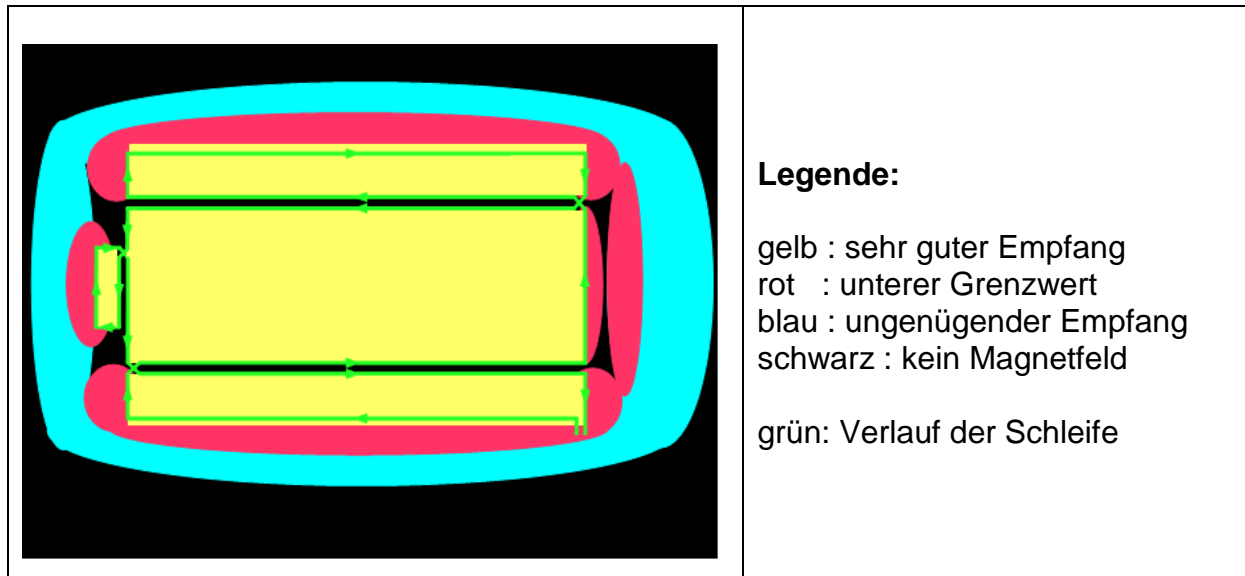 Legende:
gelb : sehr guter Empfang
rot : unterer Grenzwert
blau : ungenügender Empfang
schwarz : kein Magnetfeld
grün: Verlauf der Schleife